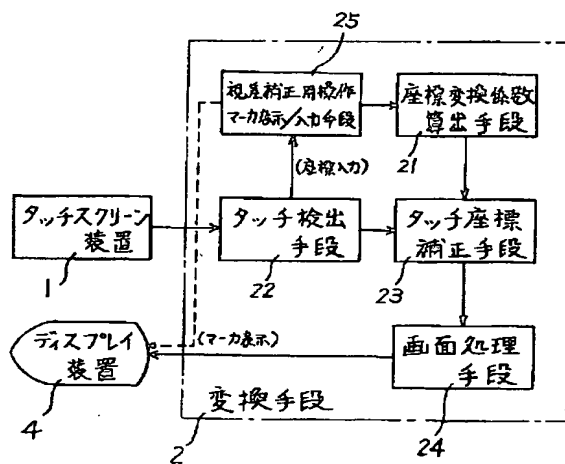 25
視差補正用操作
マーカ表示/入力手段
座標変換係数
算出手段
21
(座標入力)
タッチスクリーン
装置
1
タッチ検出
手段
22
タッチ座標
補正手段
23
ディスプレイ
装置
4
(マーカ表示)
画面処理
手段
24
変換手段
2